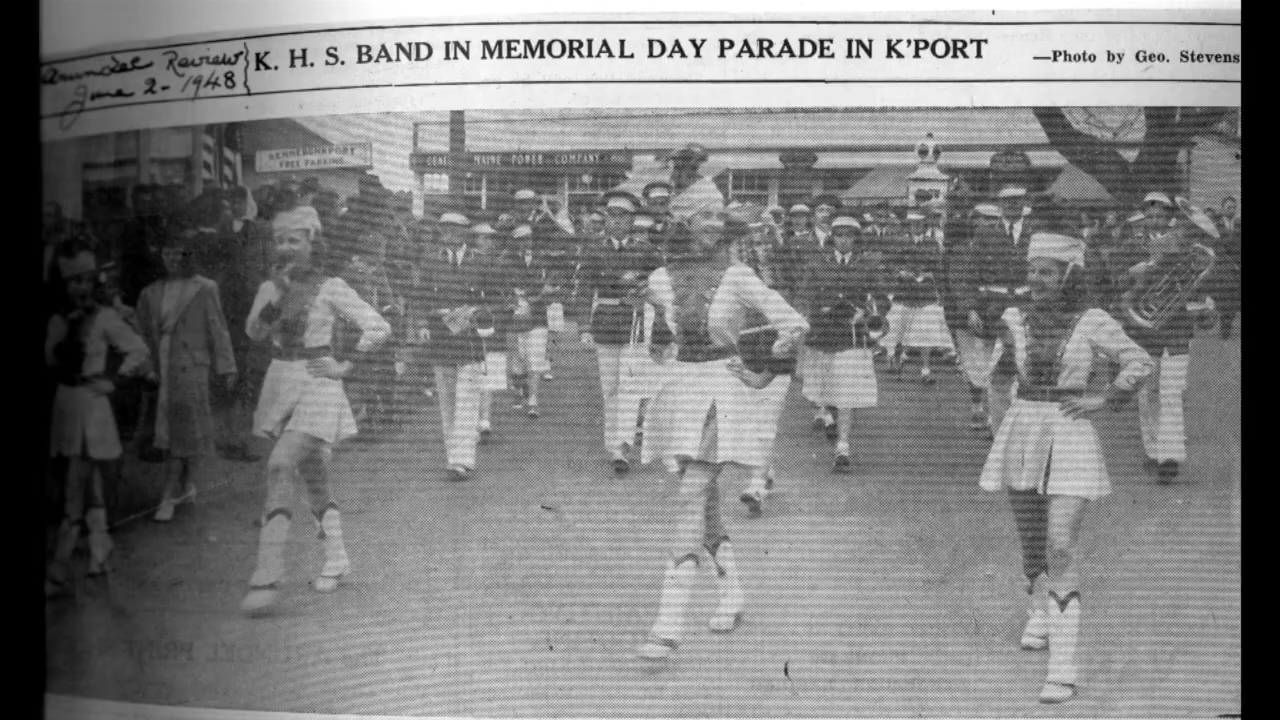 Arundel Review
June 2 - 1948
K. H. S. BAND IN MEMORIAL DAY PARADE IN K'PORT
—Photo by Geo. Stevens
KENNEBUNKPORT
FREE PARKING
MAINE POWER COMPANY